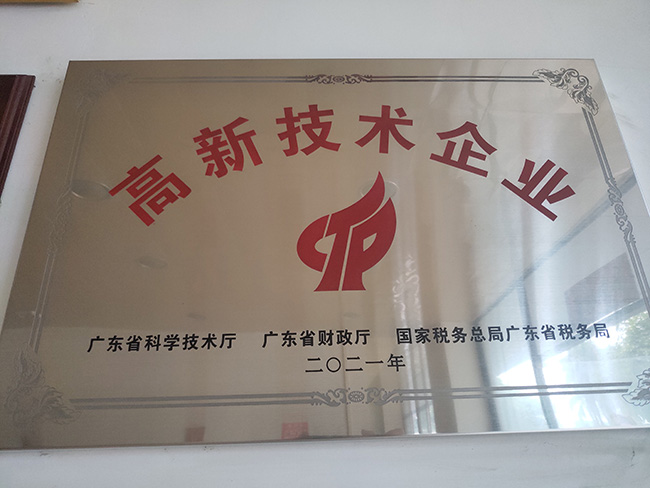 高新技术企业
广东省科学技术厅 广东省财政厅 国家税务总局广东省税务局
二〇二一年